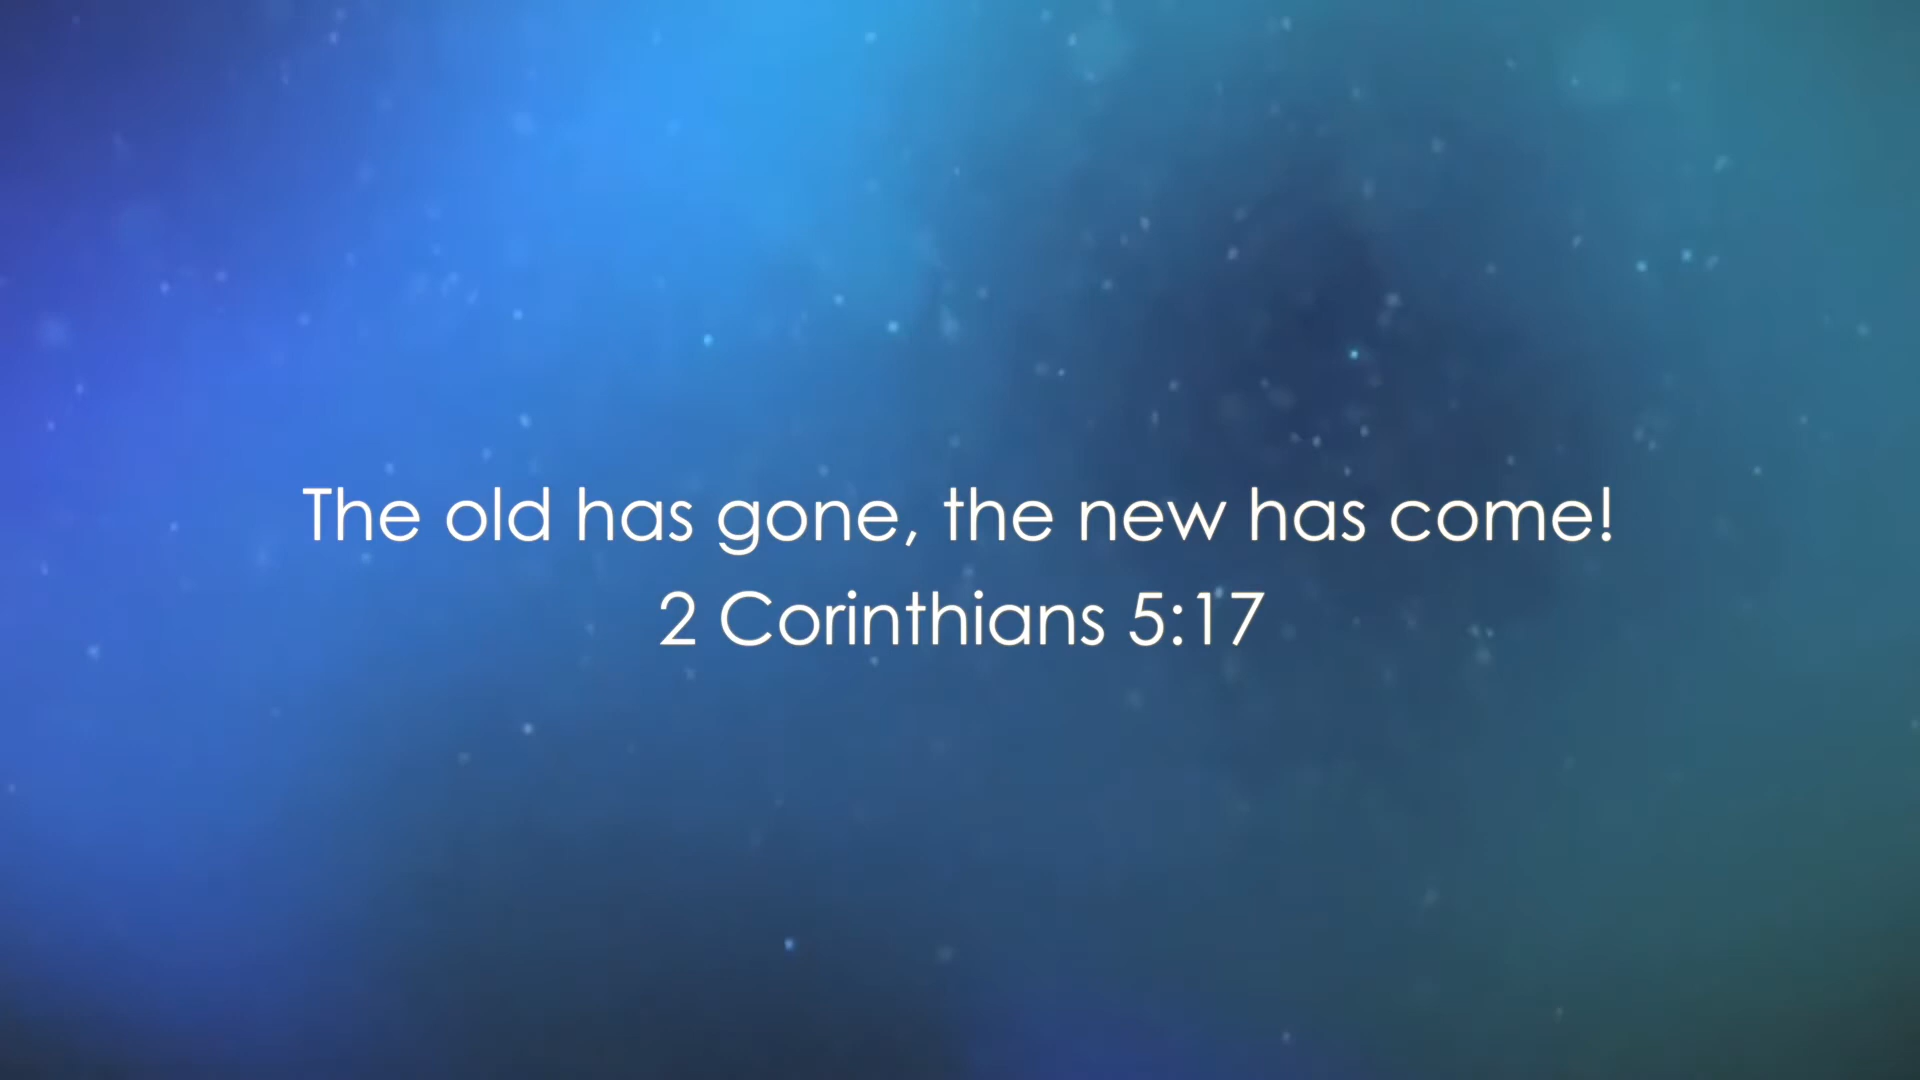 The old has gone, the new has come!
2 Corinthians 5:17